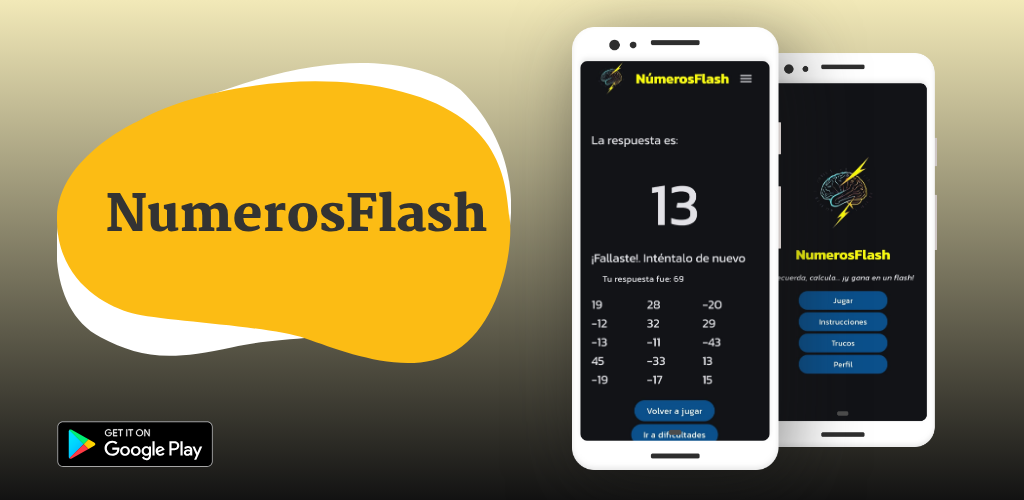 NumerosFlash
GET IT ON
Google Play
NúmerosFlash
La respuesta es:
13
¡Fallaste!. Inténtalo de nuevo
Tu respuesta fue: 69
19 28 -20
-12 32 29
-13 -11 -43
45 -33 13
-19 -17 15
Volver a jugar
Ir a dificultades
NumerosFlash
ecuerda, calcula... ¡y gana en un flash!
Jugar
Instrucciones
Trucos
Perfil